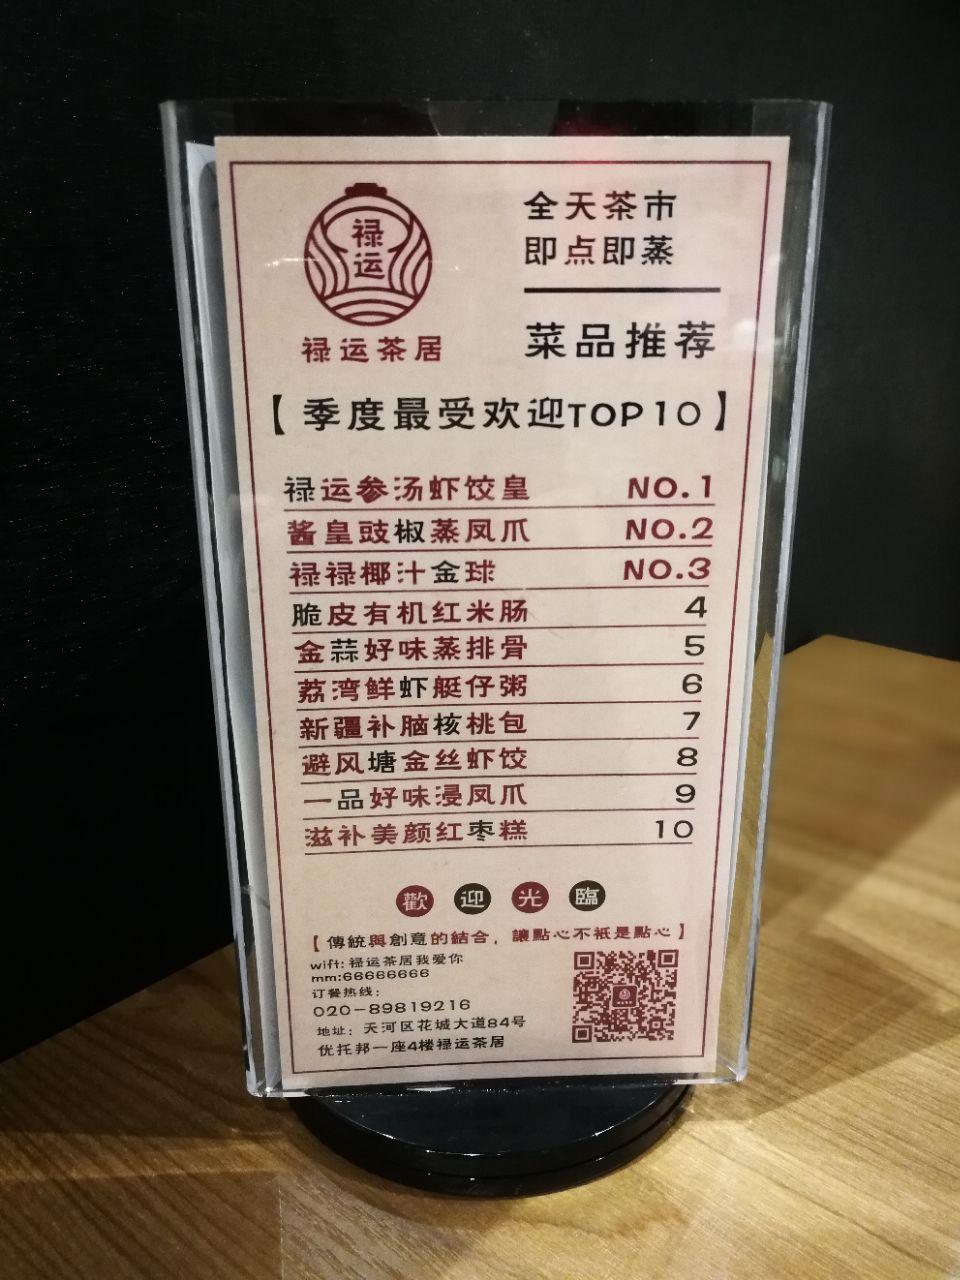 禄运
禄运茶居
全天茶市
即点即蒸
菜品推荐
【季度最受欢迎TOP10】
禄运参汤虾饺皇 NO.1
酱皇豉椒蒸凤爪 NO.2
禄禄椰汁金球 NO.3
脆皮有机红米肠 4
金蒜好味蒸排骨 5
荔湾鲜虾艇仔粥 6
新疆补脑核桃包 7
避风塘金丝虾饺 8
一品好味浸凤爪 9
滋补美颜红枣糕 10
歡迎光臨
【傳統與創意的結合，讓點心不衹是點心】
wift:禄运茶居我爱你
mm:66666666
订餐热线：
020-89819216
地址：天河区花城大道84号
优托邦一座4楼禄运茶居